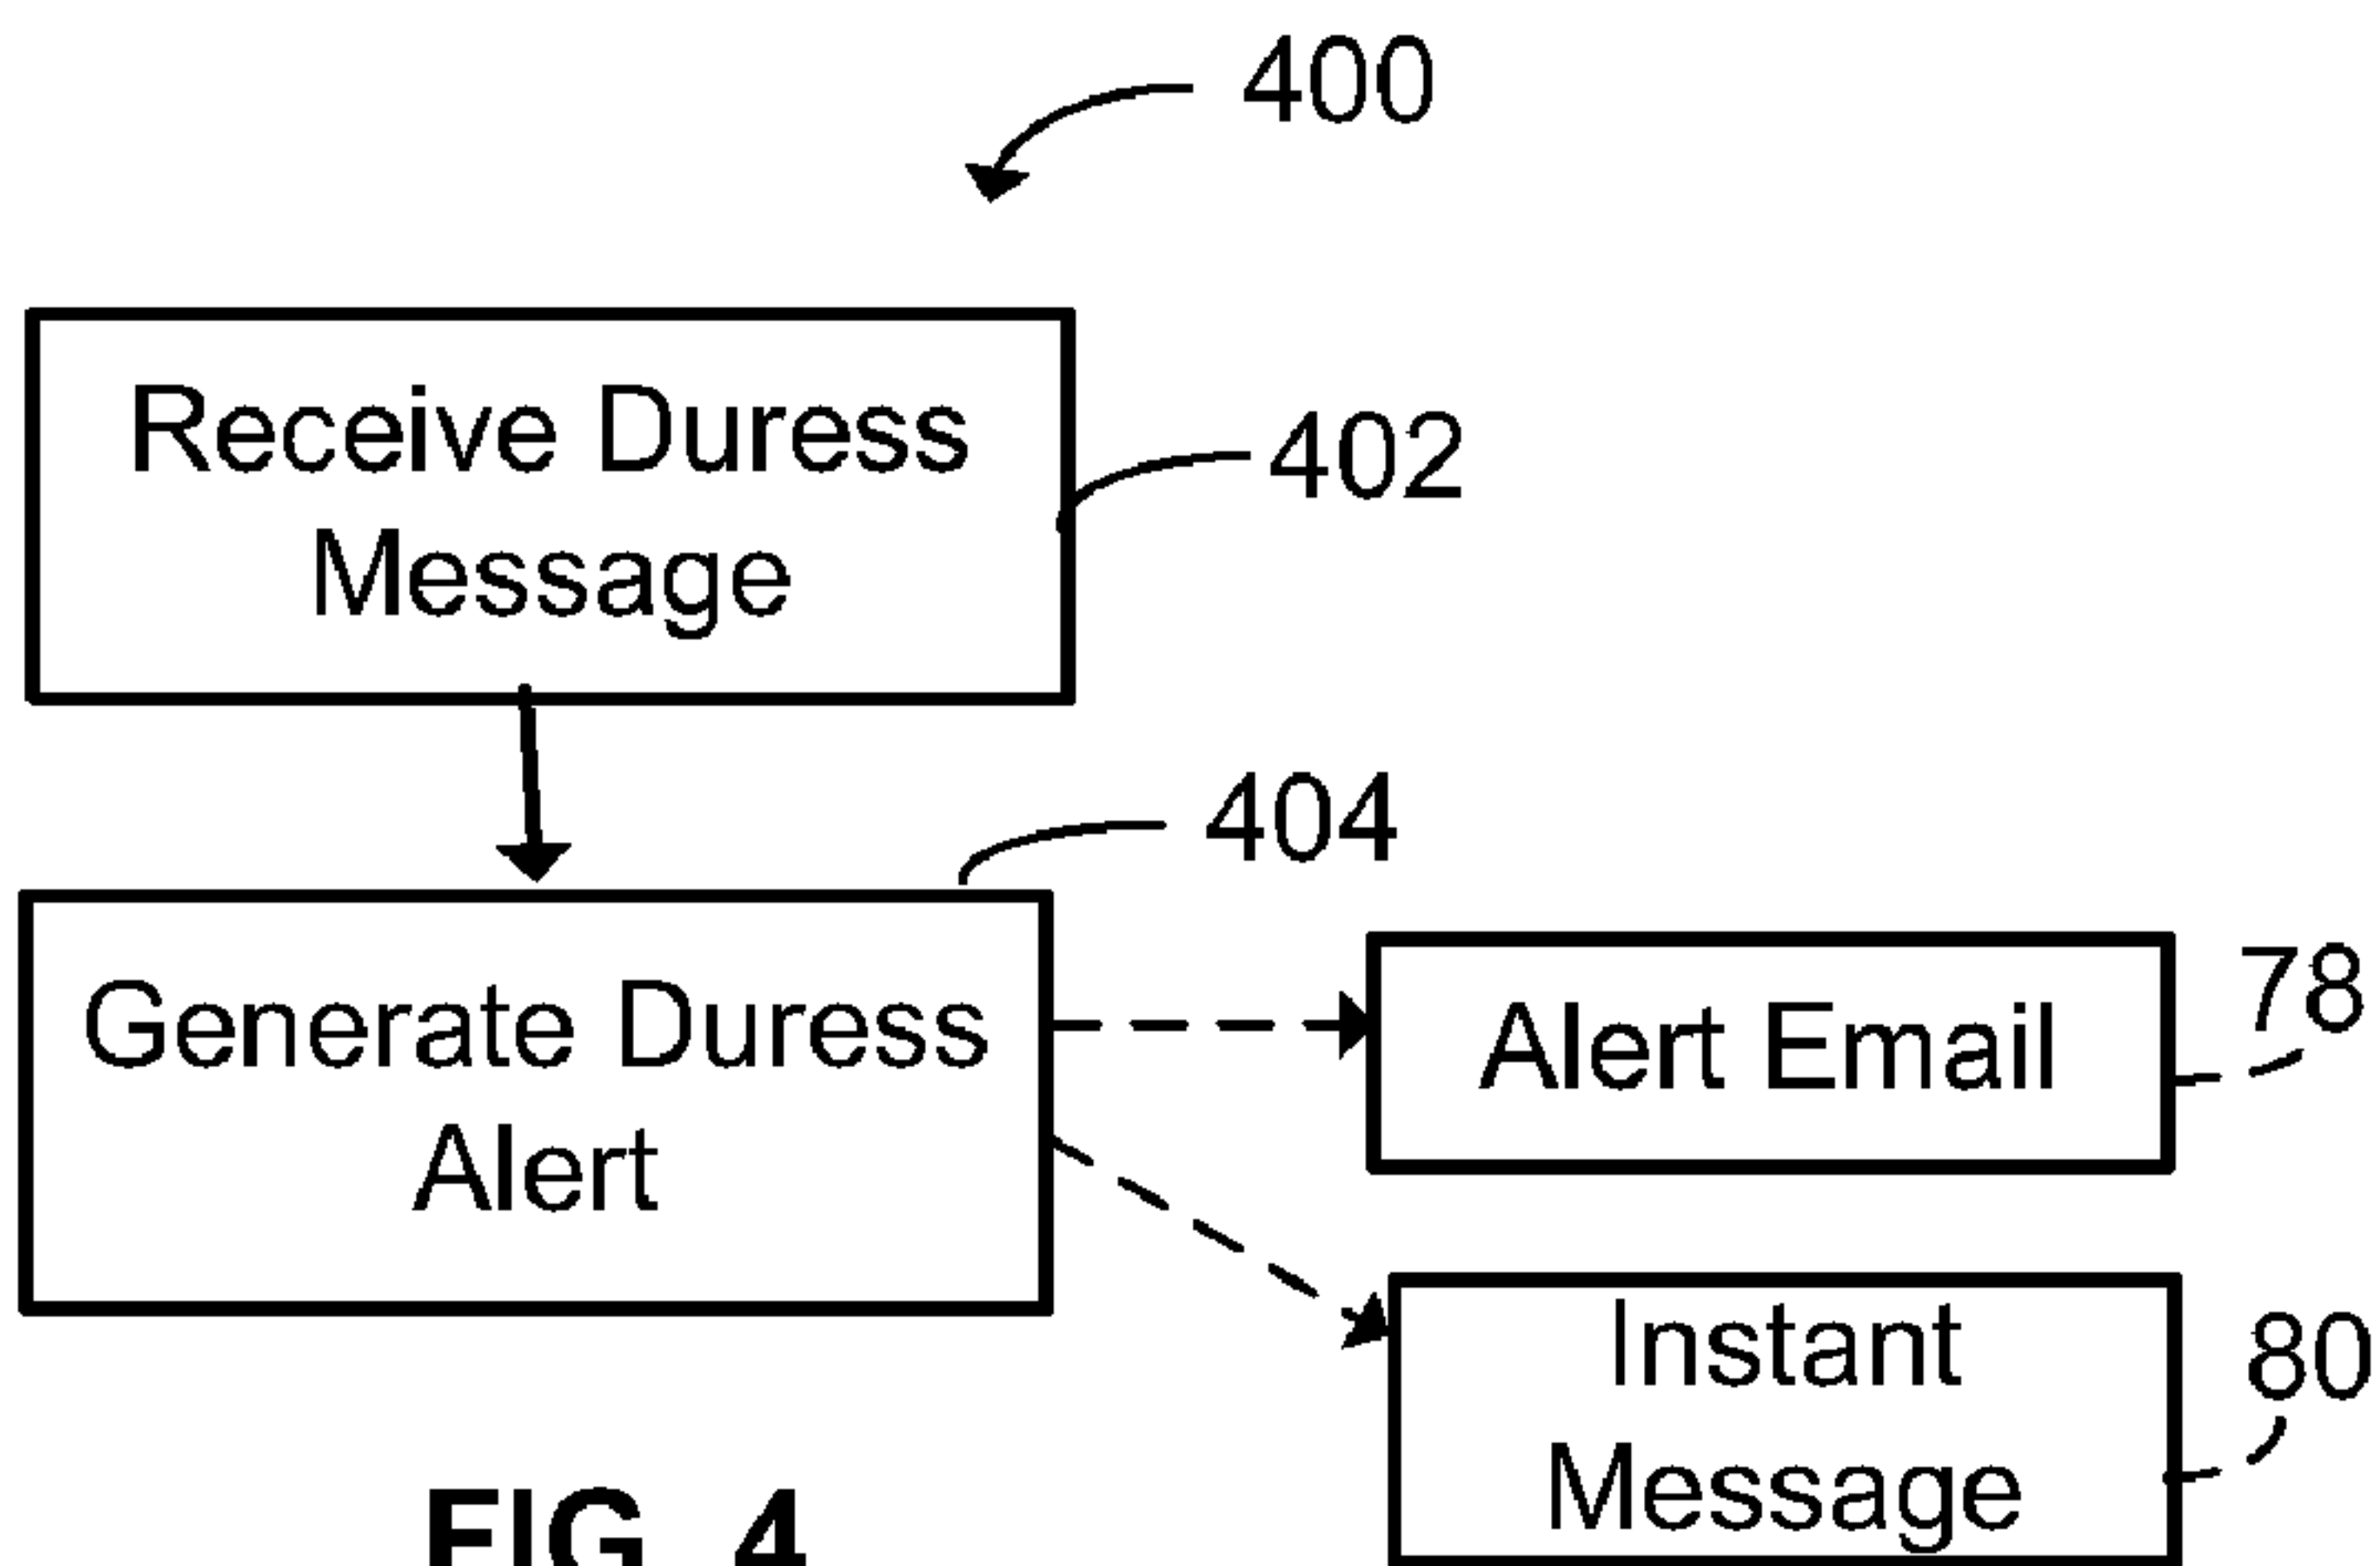 400
Receive Duress
Message
402
404
Generate Duress
Alert
Alert Email
78
Instant
Message
80
FIG. 4